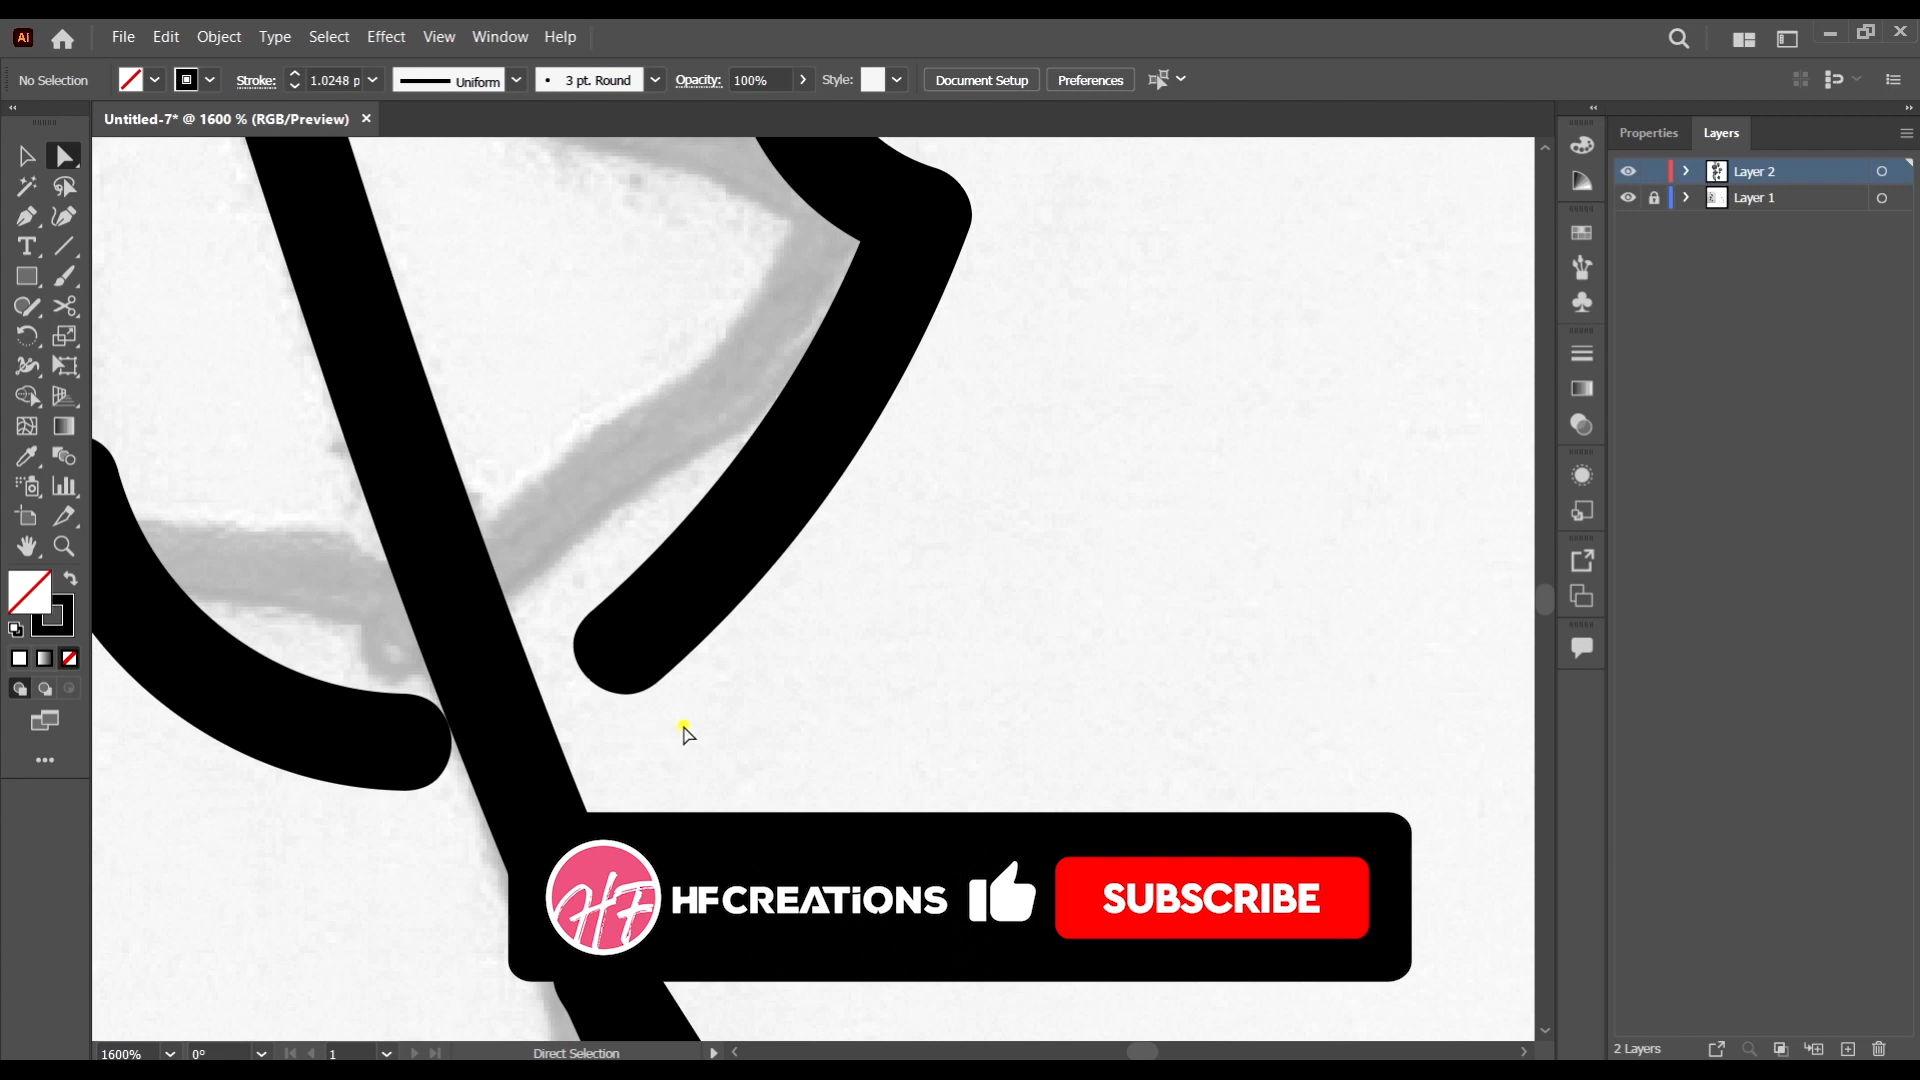 Ai File Edit Object Type Select Effect View Window Help
No Selection Stroke: 1.0248 p Uniform 3 pt. Round Opacity: 100% Style: Document Setup Preferences
Untitled-7* @ 1600 % (RGB/Preview)
Properties Layers
Layer 2
Layer 1
HF HFCREATiONS SUBSCRIBE
1600% 0° 1 Direct Selection 2 Layers